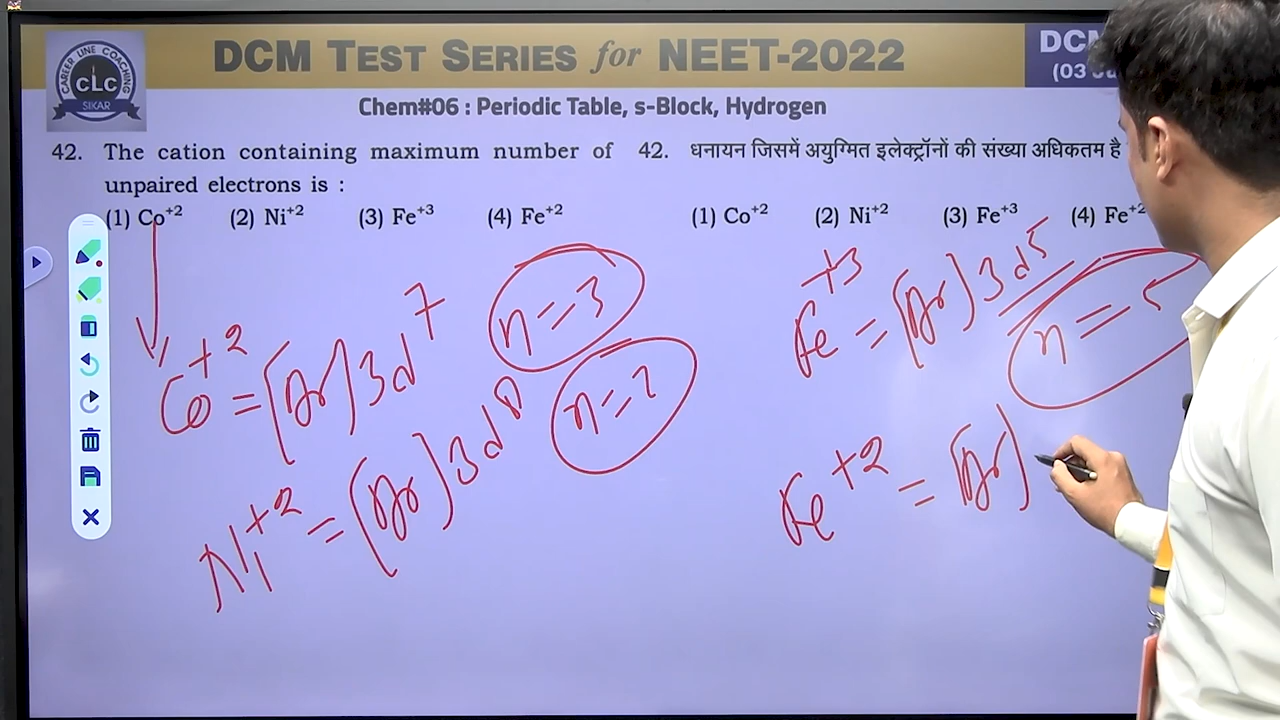 DCM TEST SERIES for NEET-2022
DCM
(03
CAREER LINE COACHING
CLC
SIKAR
Chem#06 : Periodic Table, s-Block, Hydrogen
42. The cation containing maximum number of unpaired electrons is :
(1) Co+2 (2) Ni+2 (3) Fe+3 (4) Fe+2
42. धनायन जिसमें अयुग्मित इलेक्ट्रॉनों की संख्या अधिकतम है
(1) Co+2 (2) Ni+2 (3) Fe+3 (4) Fe+2
Co+2 = [Ar] 3d7 n=3
Ni+2 = [Ar] 3d8 n=2
Fe+3 = [Ar] 3d5 n=5
Fe+2 = [Ar]